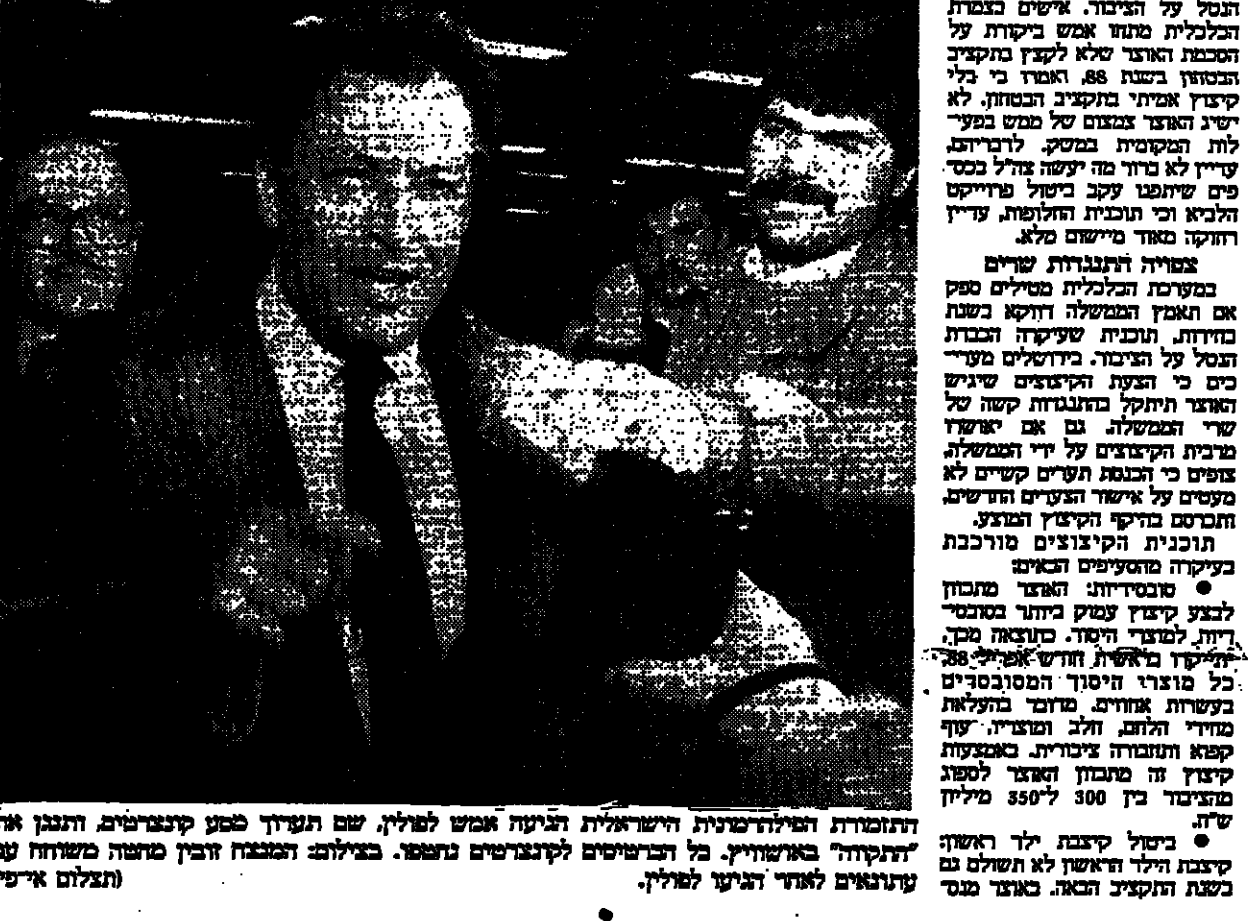 הנטל על הציבור. אישים בצמרת
הכלכלית מתחו אמש ביקורת על
הסכמת האוצר שלא לקצץ בתקציב
הבטחון בשנת 88, ואמרו כי בלי
קיצוץ אמיתי בתקציב הבטחון. לא
ישיג האוצר צמצום של ממש בפעי־
לות המקומית במשק. לדבריהם,
עדיין לא ברור מה יעשה צה"ל בכס־
פים שיתפנו עקב ביטול פרוייקט
הלביא וכי תוכנית החלופות, עדיין
רחוקה מאוד מיישום מלא.
צפויה התנגדות שרים
במערכת הכלכלית מטילים ספק
אם תאמץ הממשלה דווקא בשנת
בחירות, תוכנית שעיקרה הכבדת
הנטל על הציבור. בירושלים מערי־
כים כי הצעת הקיצוצים שיגיש
האוצר תיתקל בהתנגדות קשה של
שרי הממשלה. גם אם יאושרו
מרבית הקיצוצים על ידי הממשלה,
צופים כי הכנסת תערים קשיים לא
מעטים על אישור הצעדים החדשים,
ותכרסם בהיקף הקיצוץ המוצע.
תוכנית הקיצוצים מורכבת
בעיקרה מהסעיפים הבאים:
● סובסידיות: האוצר מתכוון
לבצע קיצוץ עמוק ביותר בסובסי־
דיות למוצרי היסוד. כתוצאה מכך,
יתייקרו בראשית חודש אפריל 88,
כל מוצרי היסוד המסובסדים
בעשרות אחוזים. מדובר בהעלאת
מחירי הלחם, חלב ומוצריו, עוף
קפוא ותחבורה ציבורית. באמצעות
קיצוץ זה מתכוון האוצר לספוג
מהציבור בין 300 ל־350 מיליון
ש"ח.
● ביטול קיצבת ילד ראשון:
קיצבת הילד הראשון לא תשולם גם
בשנת התקציב הבאה. באוצר מנס־
התזמורת הפילהרמונית הישראלית הגיעה אמש לפולין, שם תערוך מסע קונצרטים, ותנגן את
"התקווה" באושוויץ. כל הכרטיסים לקונצרטים נחטפו. בצילום: המנצח זובין מהטה משוחח עם
עתונאים לאחר הגיעו לפולין. (תצלום אי־פי